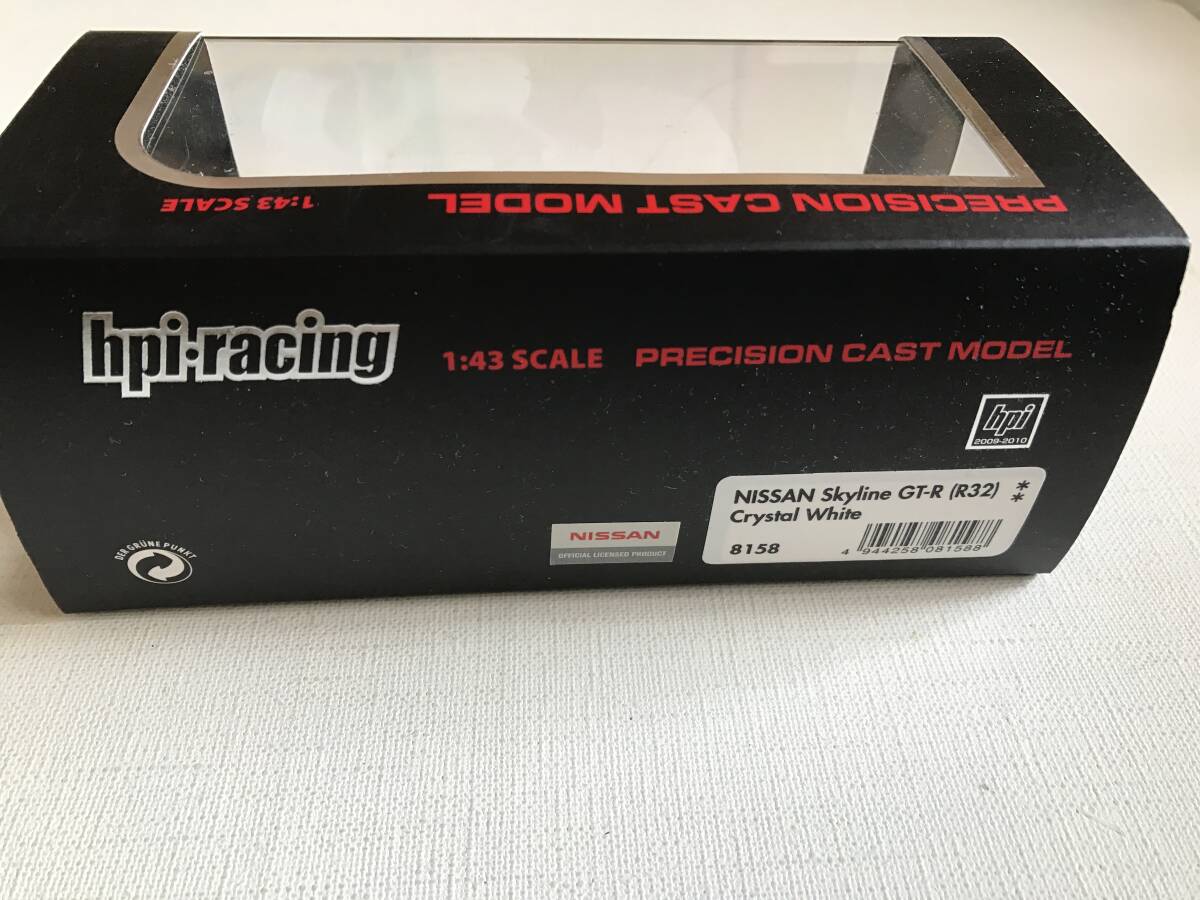 PRECISION CAST MODEL 1:43 SCALE
hpi·racing
1:43 SCALE PRECISION CAST MODEL
hpi
2009-2010
NISSAN Skyline GT-R (R32) **
Crystal White
8158
4 944258 081588
NISSAN
OFFICIAL LICENSED PRODUCT
DER GRÜNE PUNKT